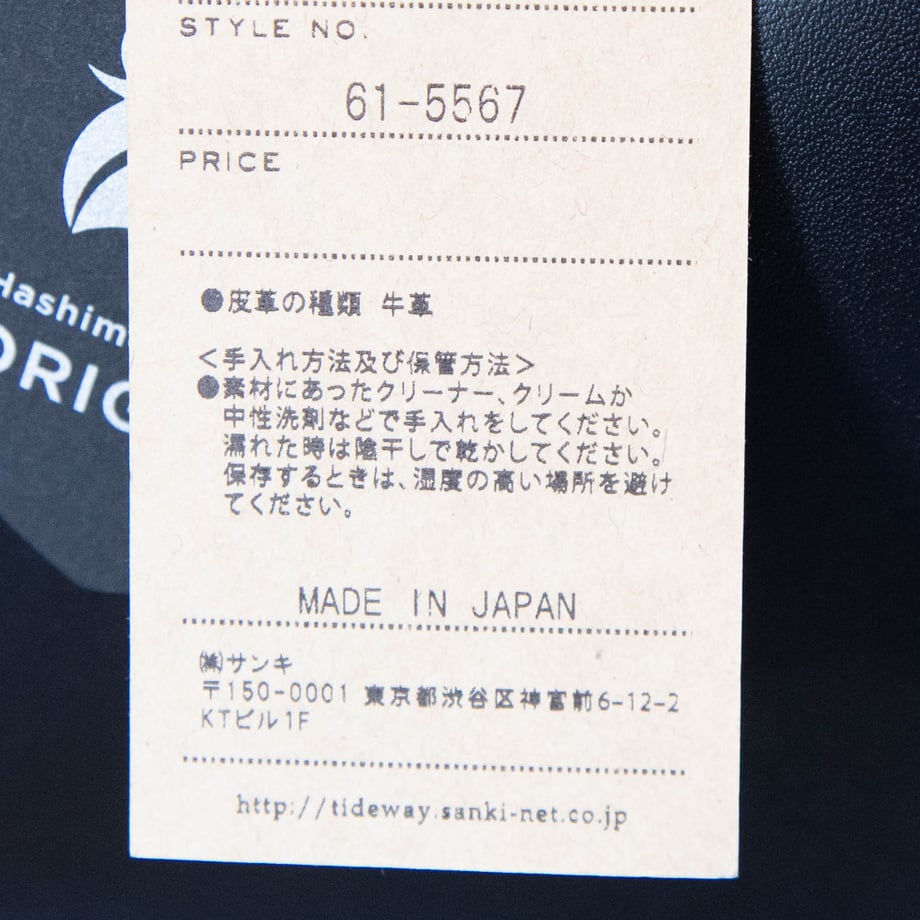 STYLE NO.
61-5567
PRICE
●皮革の種類 牛革
<手入れ方法及び保管方法>
●素材にあったクリーナー、クリームか
中性洗剤などで手入れをしてください。
濡れた時は陰干しで乾かしてください。
保存するときは、湿度の高い場所を避け
てください。
MADE IN JAPAN
㈱サンキ
〒150-0001 東京都渋谷区神宮前6-12-2
KTビル1F
http://tideway.sanki-net.co.jp